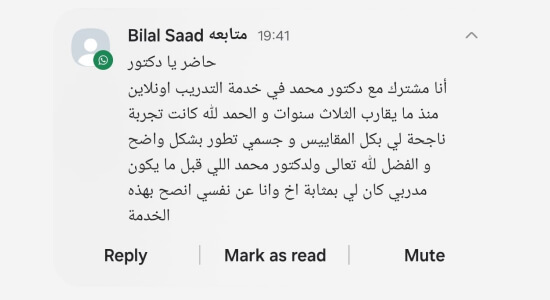 Bilal Saad متابعه 19:41
حاضر يا دكتور
أنا مشترك مع دكتور محمد في خدمة التدريب اونلاين
منذ ما يقارب الثلاث سنوات و الحمد لله كانت تجربة
ناجحة لي بكل المقاييس و جسمي تطور بشكل واضح
و الفضل لله تعالى ولدكتور محمد اللي قبل ما يكون
مدربي كان لي بمثابة اخ وانا عن نفسي انصح بهذه
الخدمة
Reply Mark as read Mute